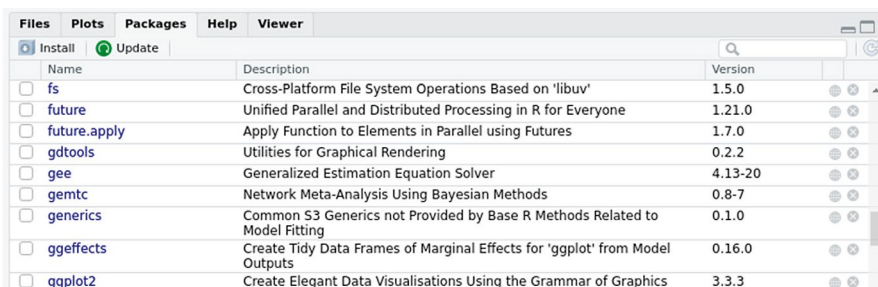 Files Plots Packages Help Viewer
Install Update
Name Description Version
fs Cross-Platform File System Operations Based on 'libuv' 1.5.0
future Unified Parallel and Distributed Processing in R for Everyone 1.21.0
future.apply Apply Function to Elements in Parallel using Futures 1.7.0
gdtools Utilities for Graphical Rendering 0.2.2
gee Generalized Estimation Equation Solver 4.13-20
gemtc Network Meta-Analysis Using Bayesian Methods 0.8-7
generics Common S3 Generics not Provided by Base R Methods Related to 0.1.0
Model Fitting
ggeffects Create Tidy Data Frames of Marginal Effects for 'ggplot' from Model 0.16.0
Outputs
ggplot2 Create Elegant Data Visualisations Using the Grammar of Graphics 3.3.3